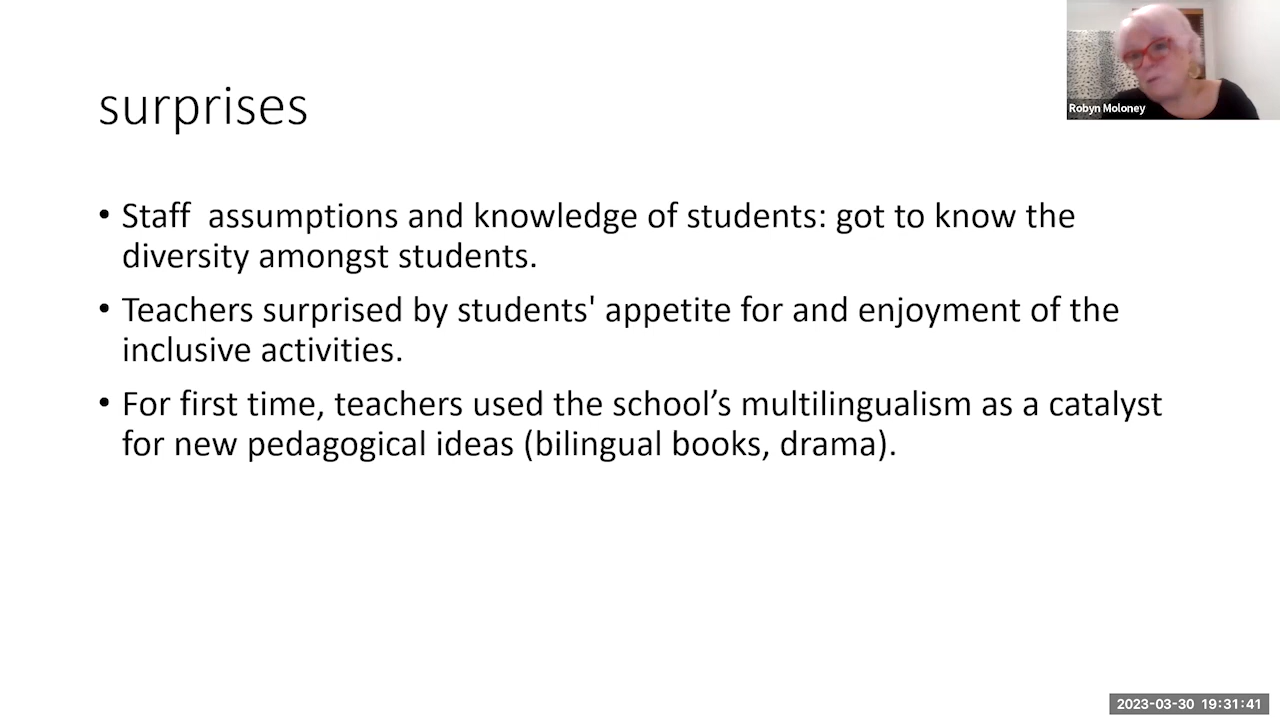 surprises
Robyn Moloney
• Staff  assumptions and knowledge of students: got to know the
diversity amongst students.
• Teachers surprised by students' appetite for and enjoyment of the
inclusive activities.
• For first time, teachers used the school’s multilingualism as a catalyst
for new pedagogical ideas (bilingual books, drama).
2023-03-30  19:31:41